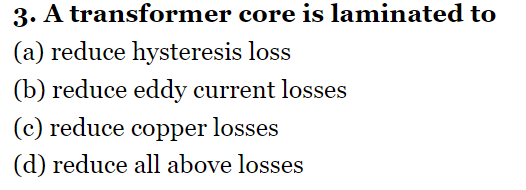 3. A transformer core is laminated to
(a) reduce hysteresis loss
(b) reduce eddy current losses
(c) reduce copper losses
(d) reduce all above losses